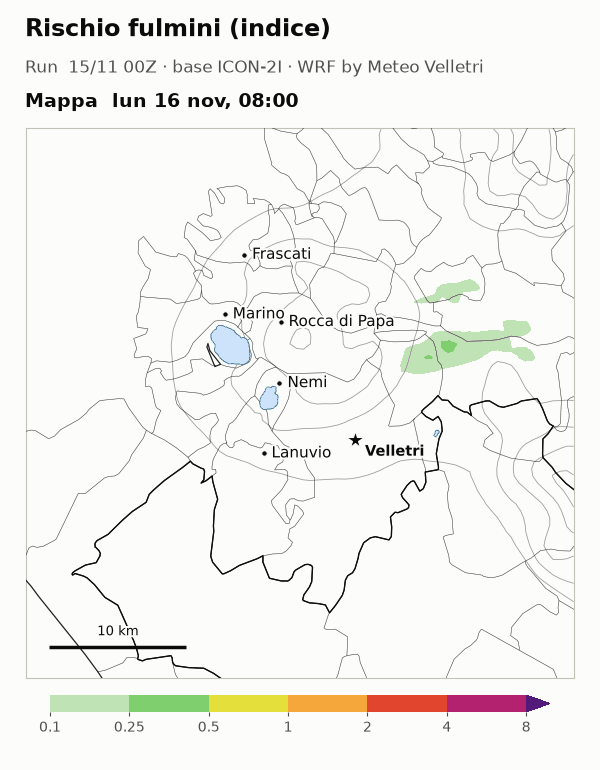 Rischio fulmini (indice)
Run  15/11 00Z · base ICON-2I · WRF by Meteo Velletri
Mappa  lun 16 nov, 08:00
Frascati
Marino
Rocca di Papa
Nemi
Velletri
Lanuvio
10 km
0.1 0.25 0.5 1 2 4 8